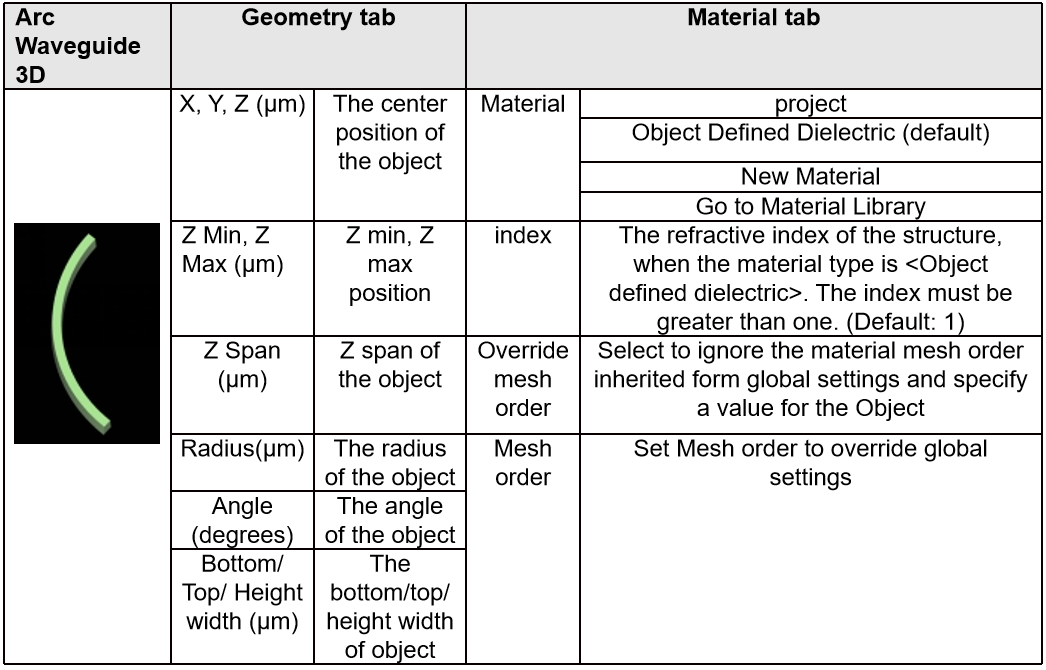 Arc
Waveguide
3D
Geometry tab
Material tab
X, Y, Z (µm)
The center
position of
the object
Material
project
Object Defined Dielectric (default)
New Material
Go to Material Library
Z Min, Z
Max (µm)
Z min, Z
max
position
index
The refractive index of the structure,
when the material type is <Object
defined dielectric>. The index must be
greater than one. (Default: 1)
Z Span
(µm)
Z span of
the object
Override
mesh
order
Select to ignore the material mesh order
inherited form global settings and specify
a value for the Object
Radius(µm)
The radius
of the object
Mesh
order
Set Mesh order to override global
settings
Angle
(degrees)
The angle
of the object
Bottom/
Top/ Height
width (µm)
The
bottom/top/
height width
of object